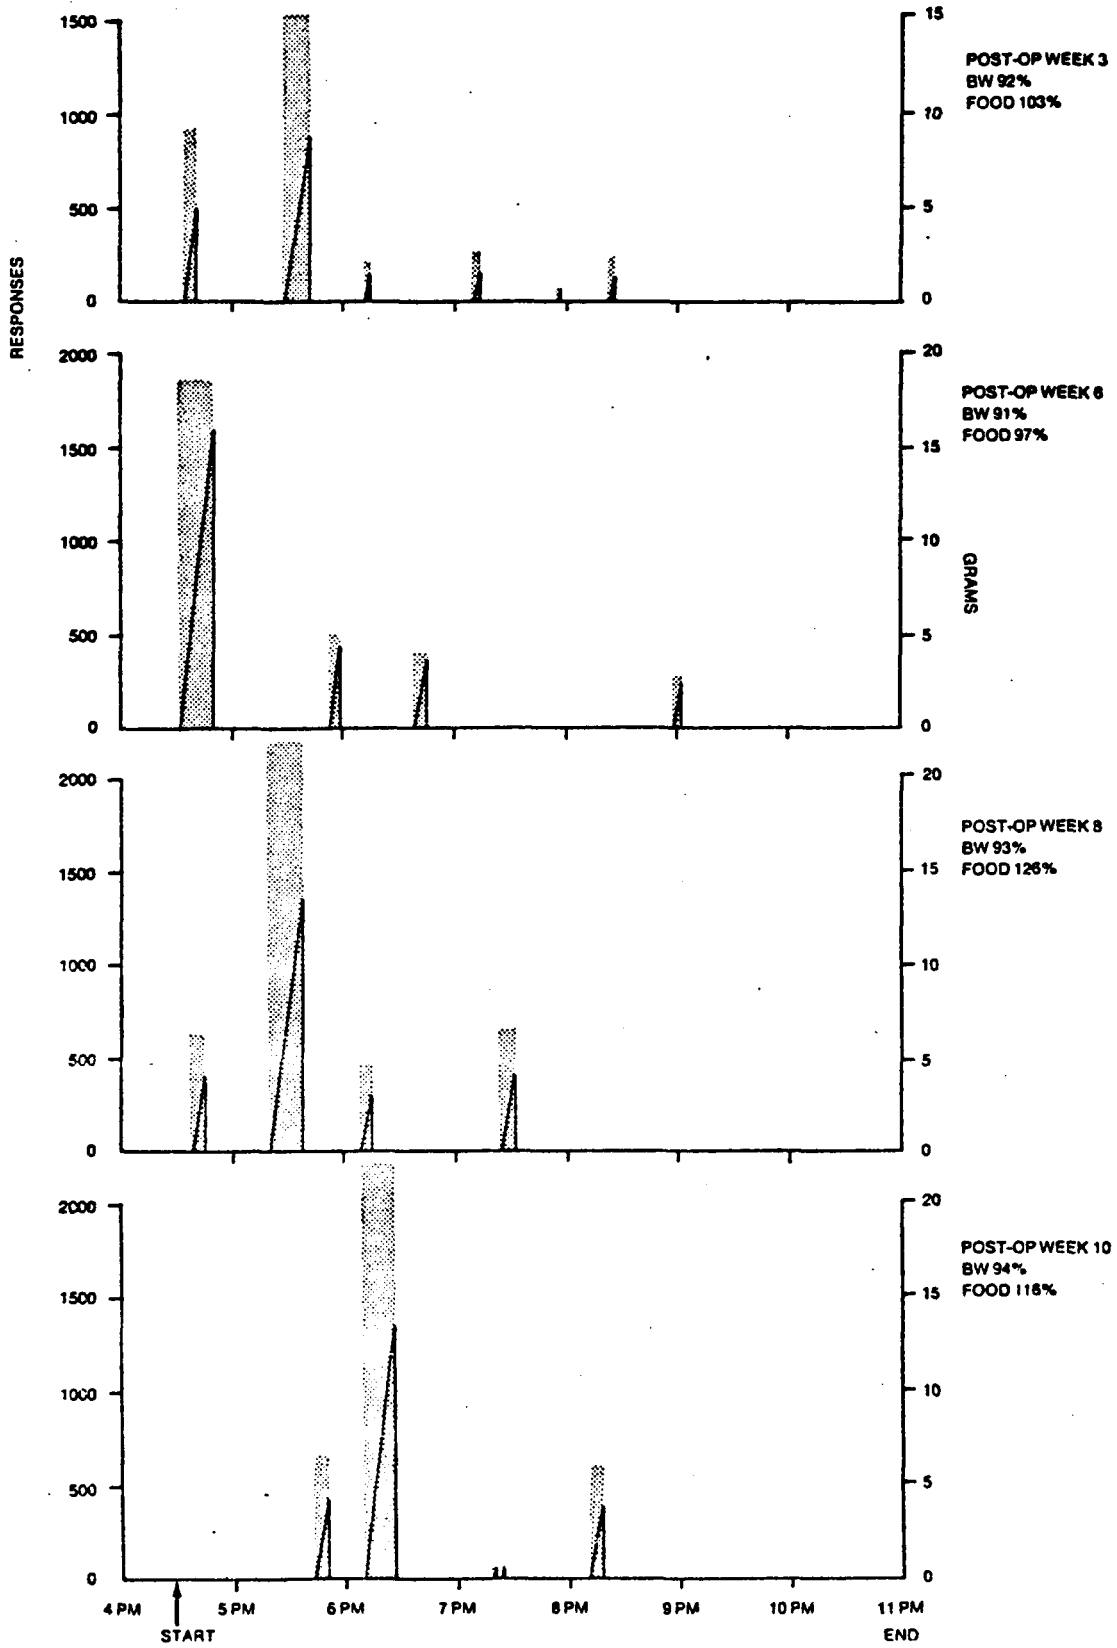 RESPONSES
GRAMS
1500
1000
500
0
15
10
5
0
POST-OP WEEK 3
BW 92%
FOOD 103%
2000
1500
1000
500
0
20
15
10
5
0
POST-OP WEEK 6
BW 91%
FOOD 97%
2000
1500
1000
500
0
20
15
10
5
0
POST-OP WEEK 8
BW 93%
FOOD 126%
2000
1500
1000
500
0
20
15
10
5
0
POST-OP WEEK 10
BW 94%
FOOD 116%
4 PM 5 PM 6 PM 7 PM 8 PM 9 PM 10 PM 11 PM
START END